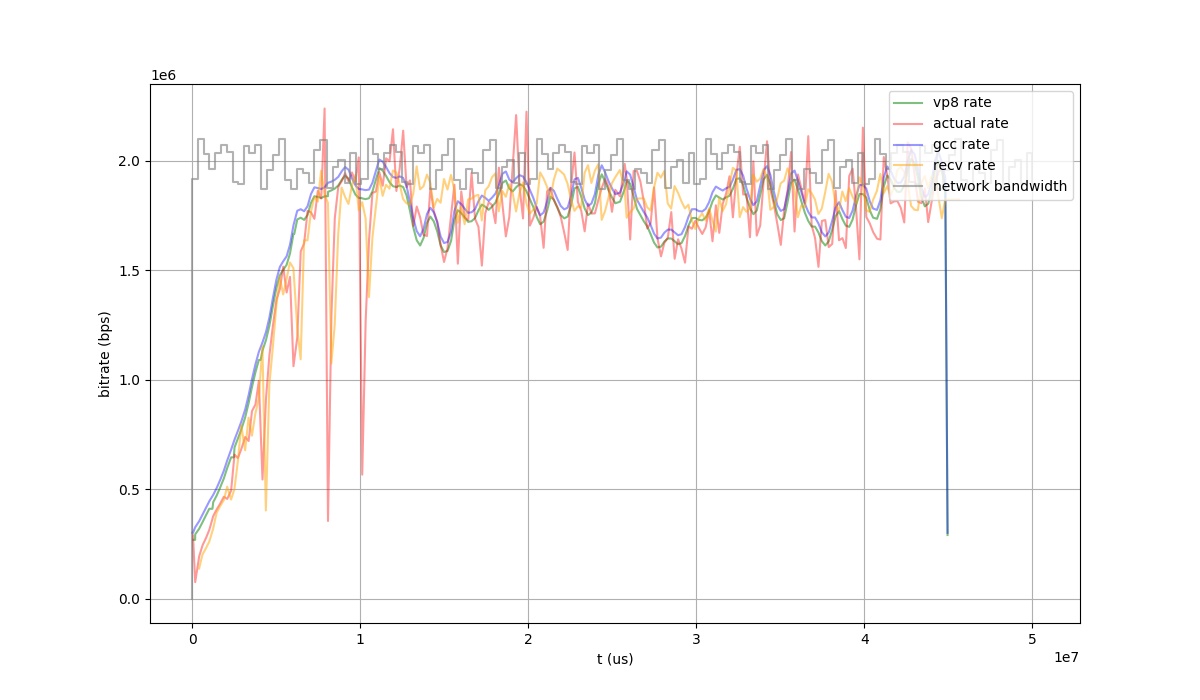 1e6
vp8 rate
actual rate
gcc rate
recv rate
network bandwidth
2.0
1.5
1.0
0.5
0.0
bitrate (bps)
0 1 2 3 4 5
t (us)
1e7